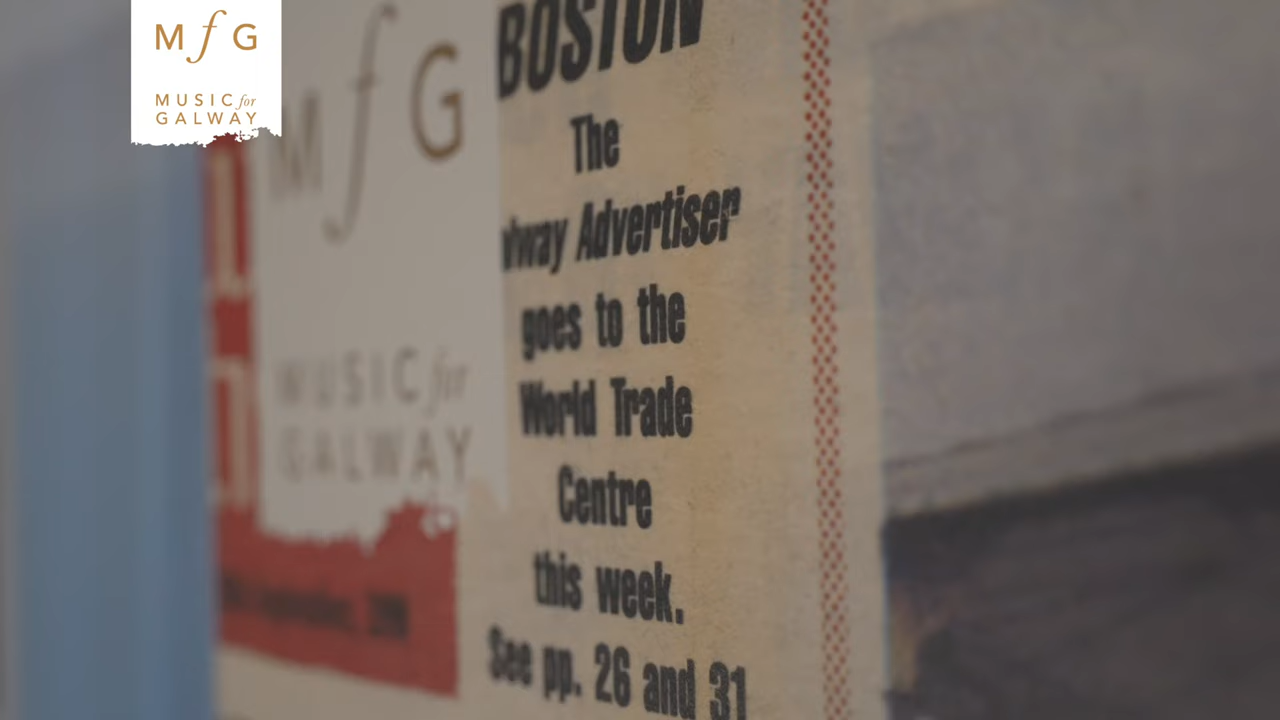 M f G
MUSIC for
GALWAY
M f G
MUSIC for
GALWAY
BOSTON
The
Advertiser
goes to the
World Trade
Centre
this week.
See pp. 26 and 31